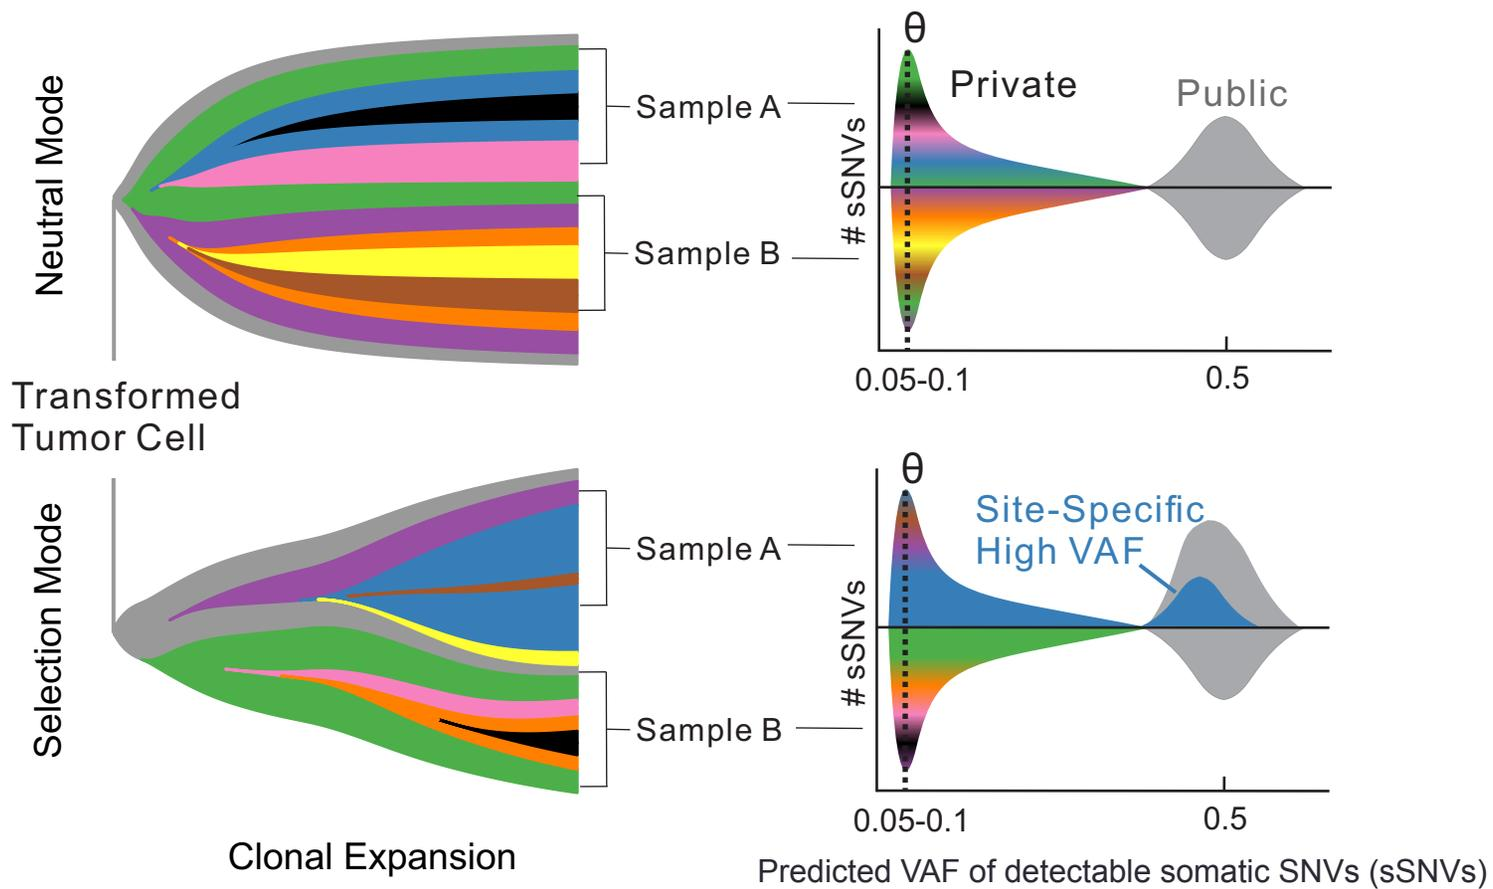 Neutral Mode
Sample A
Sample B
Transformed
Tumor Cell
θ
Private
Public
# sSNVs
0.05-0.1
0.5
Selection Mode
Sample A
Sample B
Clonal Expansion
θ
Site-Specific
High VAF
# sSNVs
0.05-0.1
0.5
Predicted VAF of detectable somatic SNVs (sSNVs)